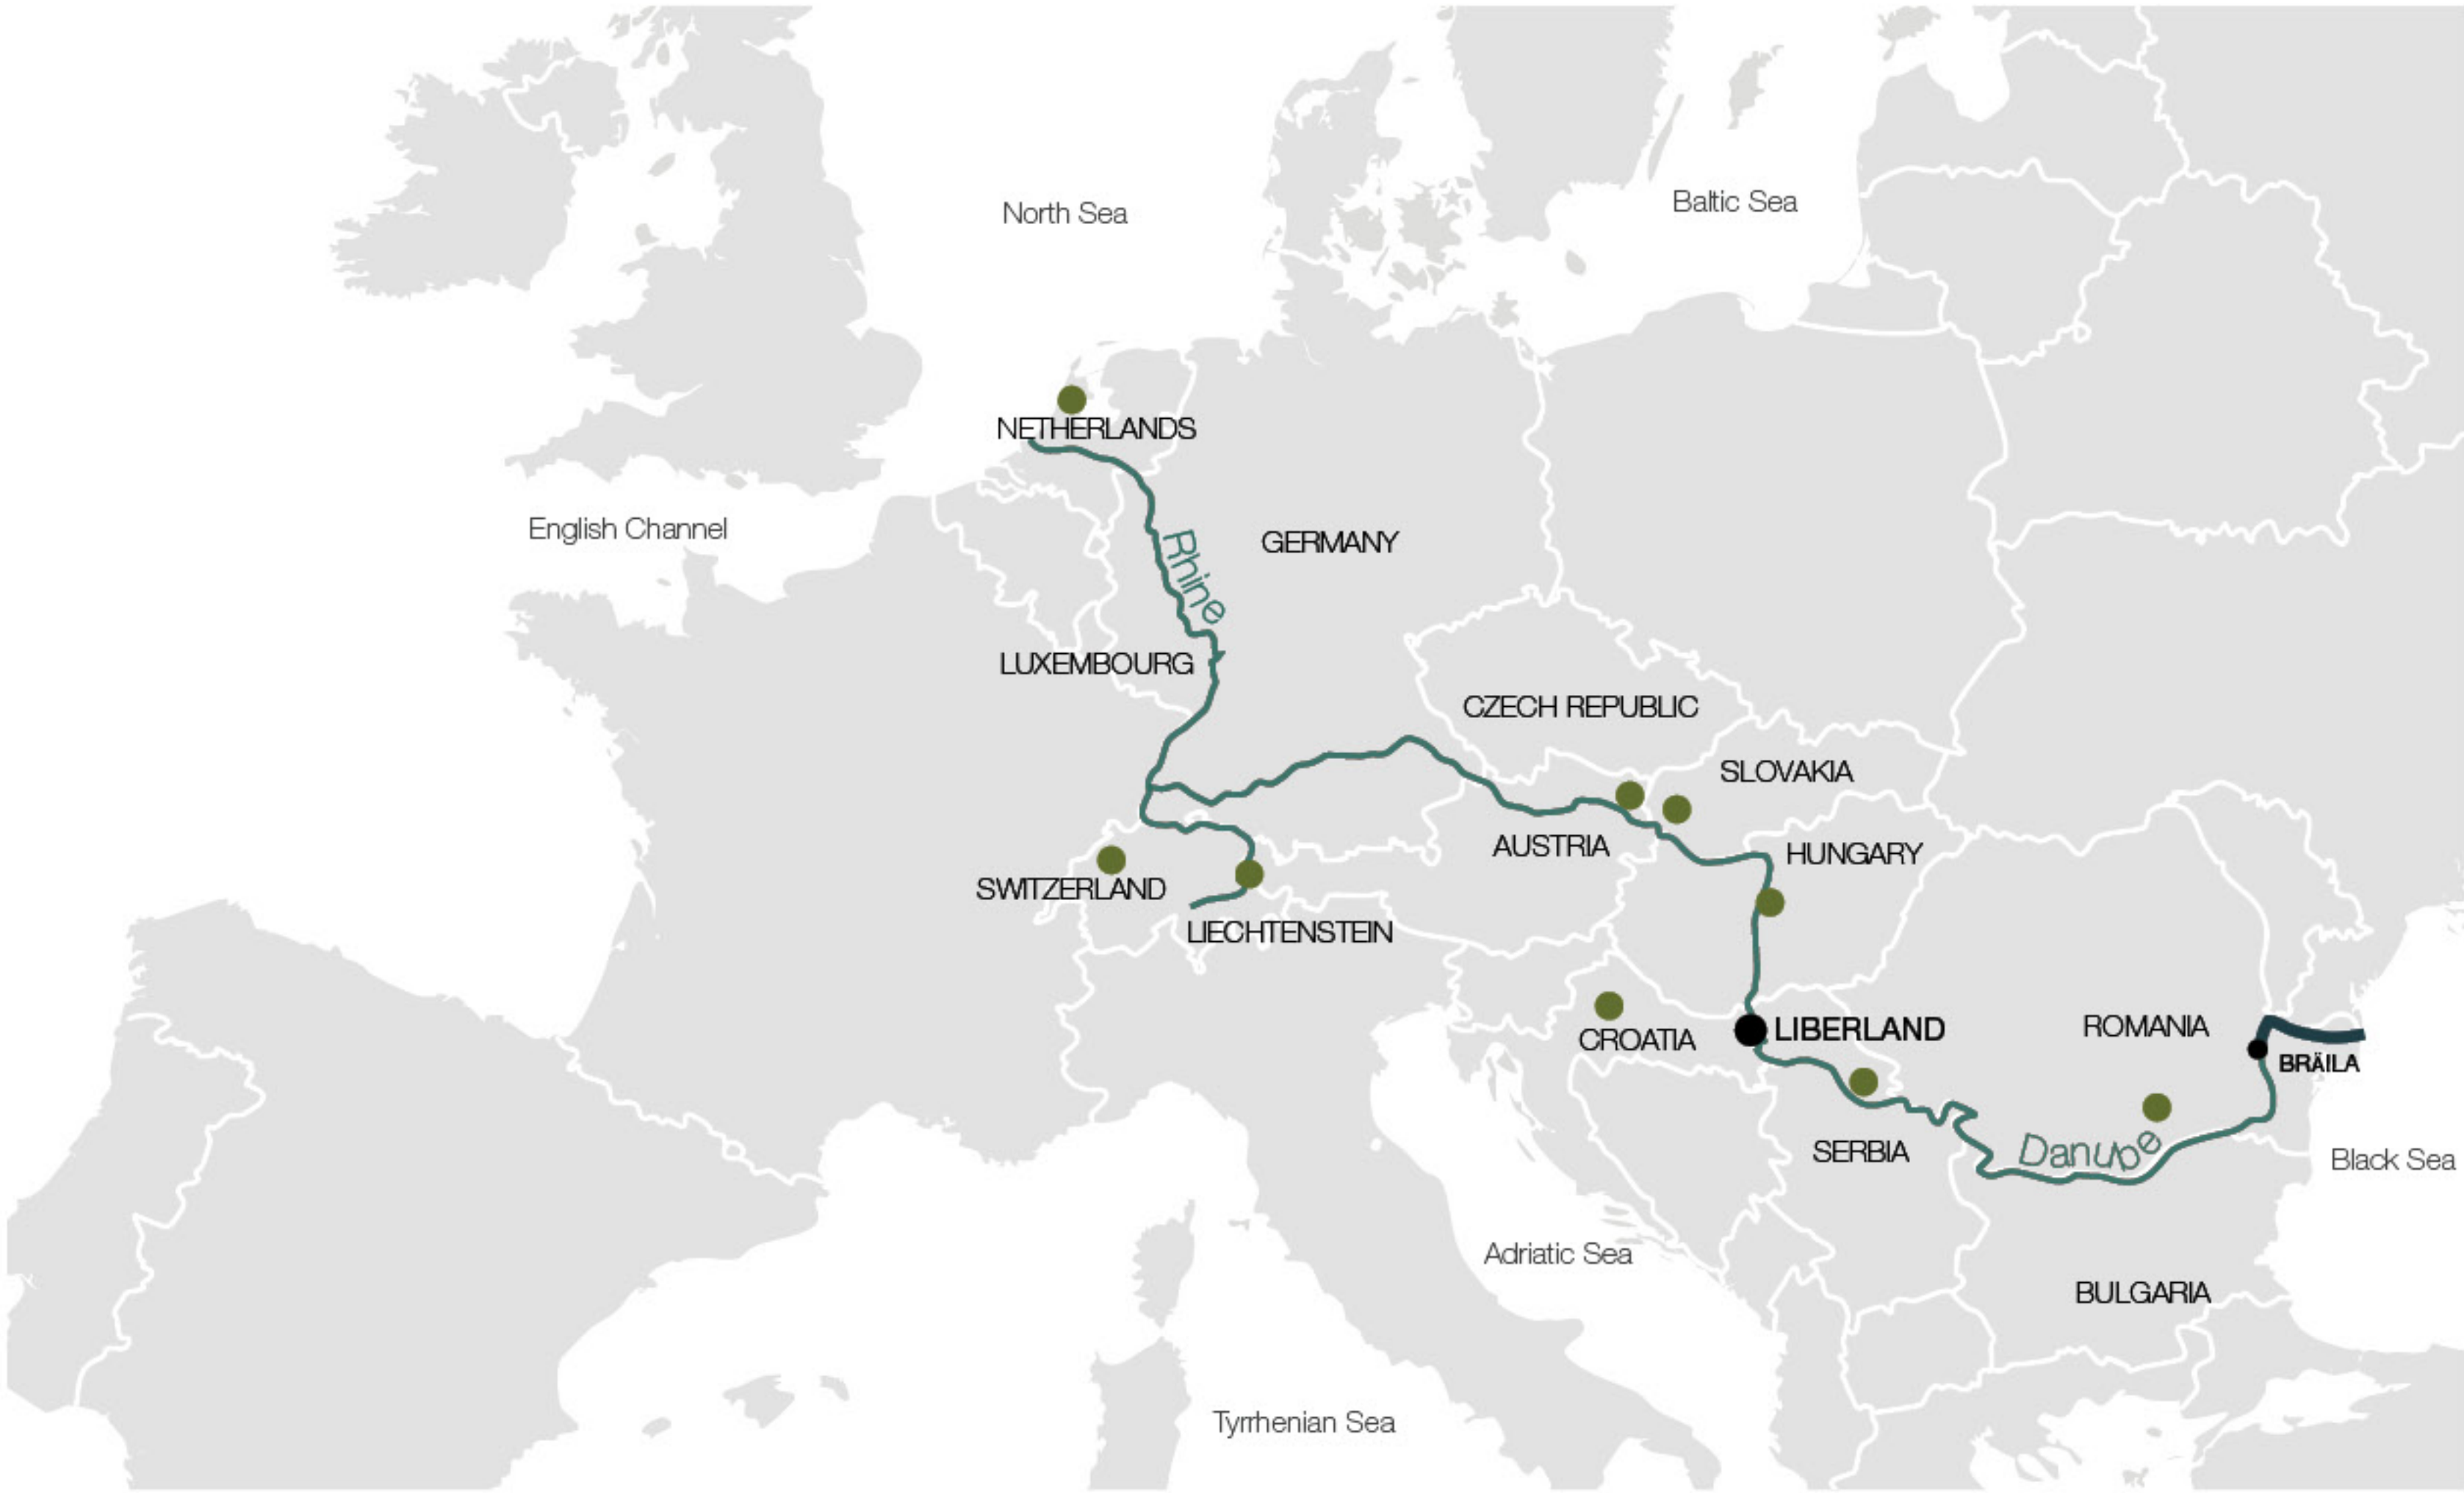 Baltic Sea
North Sea
NETHERLANDS
English Channel
GERMANY
Rhine
LUXEMBOURG
CZECH REPUBLIC
SLOVAKIA
AUSTRIA
HUNGARY
SWITZERLAND
LIECHTENSTEIN
CROATIA
LIBERLAND
ROMANIA
BRÄILA
SERBIA
Danube
Black Sea
Adriatic Sea
BULGARIA
Tyrrhenian Sea